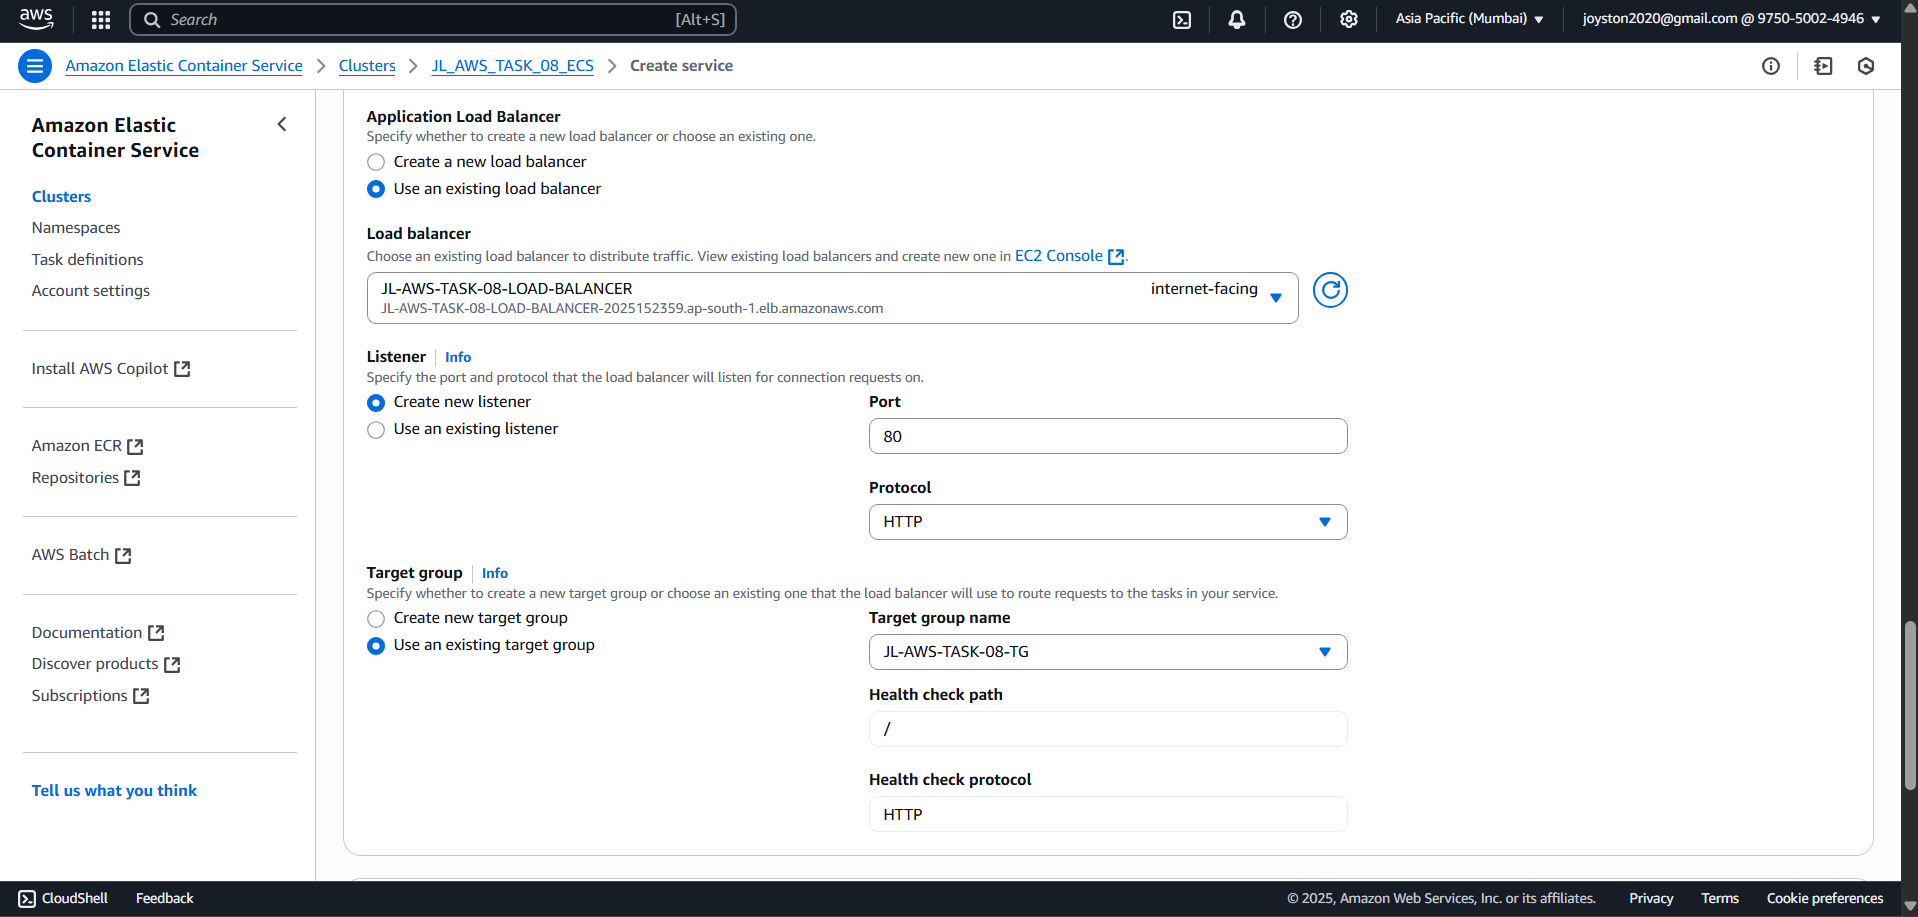 aws
Search
[Alt+S]
Asia Pacific (Mumbai)
joyston2020@gmail.com @ 9750-5002-4946
Amazon Elastic Container Service
Clusters
JL_AWS_TASK_08_ECS
Create service
Amazon Elastic
Container Service
Clusters
Namespaces
Task definitions
Account settings
Install AWS Copilot
Amazon ECR
Repositories
AWS Batch
Documentation
Discover products
Subscriptions
Tell us what you think
Application Load Balancer
Specify whether to create a new load balancer or choose an existing one.
Create a new load balancer
Use an existing load balancer
Load balancer
Choose an existing load balancer to distribute traffic. View existing load balancers and create new one in EC2 Console.
JL-AWS-TASK-08-LOAD-BALANCER
internet-facing
JL-AWS-TASK-08-LOAD-BALANCER-2025152359.ap-south-1.elb.amazonaws.com
Listener
Info
Specify the port and protocol that the load balancer will listen for connection requests on.
Create new listener
Use an existing listener
Port
80
Protocol
HTTP
Target group
Info
Specify whether to create a new target group or choose an existing one that the load balancer will use to route requests to the tasks in your service.
Create new target group
Use an existing target group
Target group name
JL-AWS-TASK-08-TG
Health check path
/
Health check protocol
HTTP
CloudShell
Feedback
© 2025, Amazon Web Services, Inc. or its affiliates.
Privacy
Terms
Cookie preferences